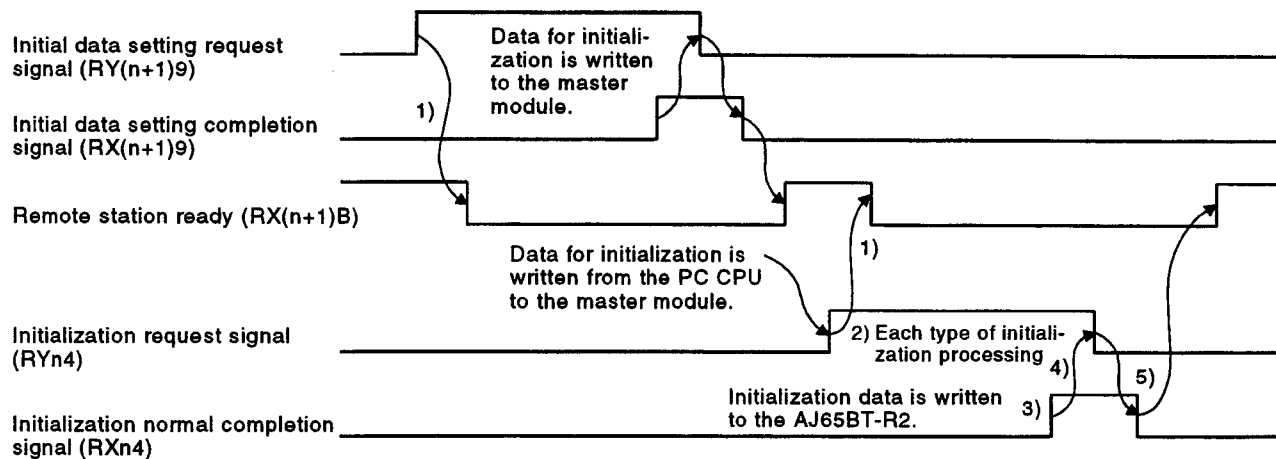 Initial data setting request
signal (RY(n+1)9)
Data for initiali-
zation is written
to the master
module.
1)
Initial data setting completion
signal (RX(n+1)9)
Remote station ready (RX(n+1)B)
1)
Data for initialization is
written from the PC CPU
to the master module.
Initialization request signal
(RYn4)
2) Each type of initiali-
zation processing
4)
5)
Initialization data is written
to the AJ65BT-R2.
3)
Initialization normal completion
signal (RXn4)